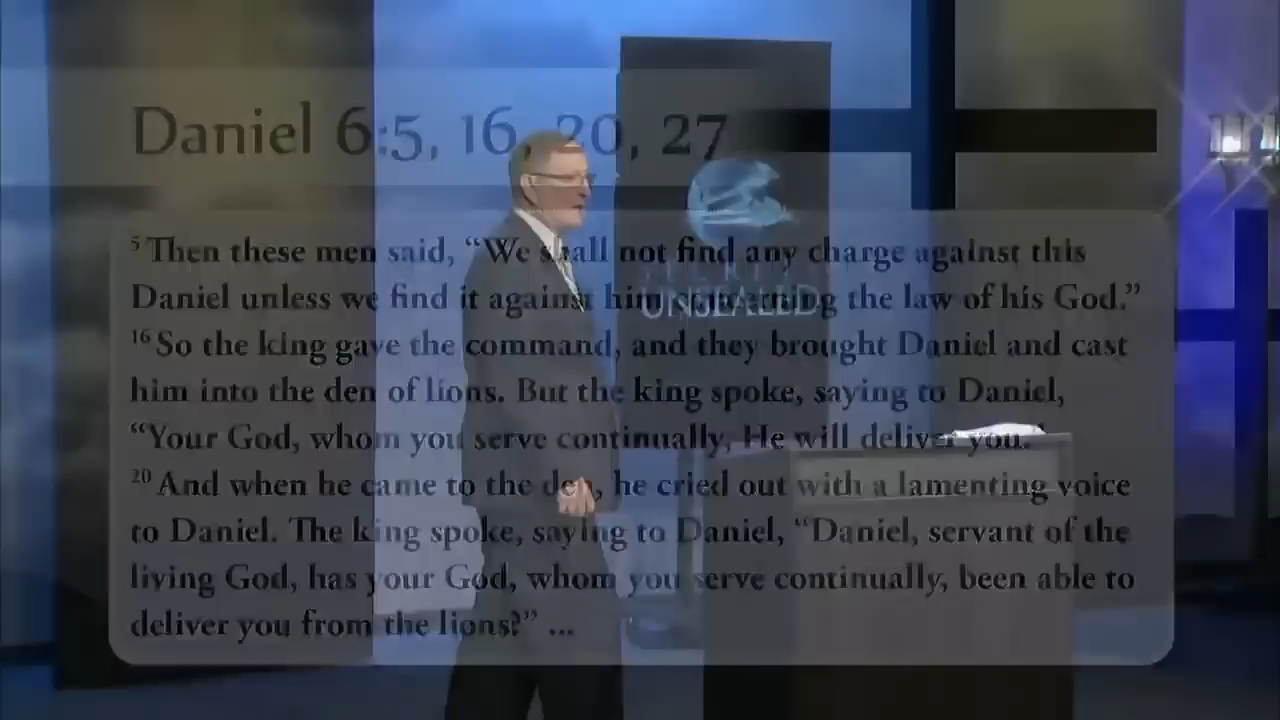 Daniel 6:5, 16, 20, 27
5 Then these men said, “We shall not find any charge against this
Daniel unless we find it against him concerning the law of his God.”
16 So the king gave the command, and they brought Daniel and cast
him into the den of lions. But the king spoke, saying to Daniel,
“Your God, whom you serve continually, He will deliver you.”
20 And when he came to the den, he cried out with a lamenting voice
to Daniel. The king spoke, saying to Daniel, “Daniel, servant of the
living God, has your God, whom you serve continually, been able to
deliver you from the lions?” ...
UNSEALED